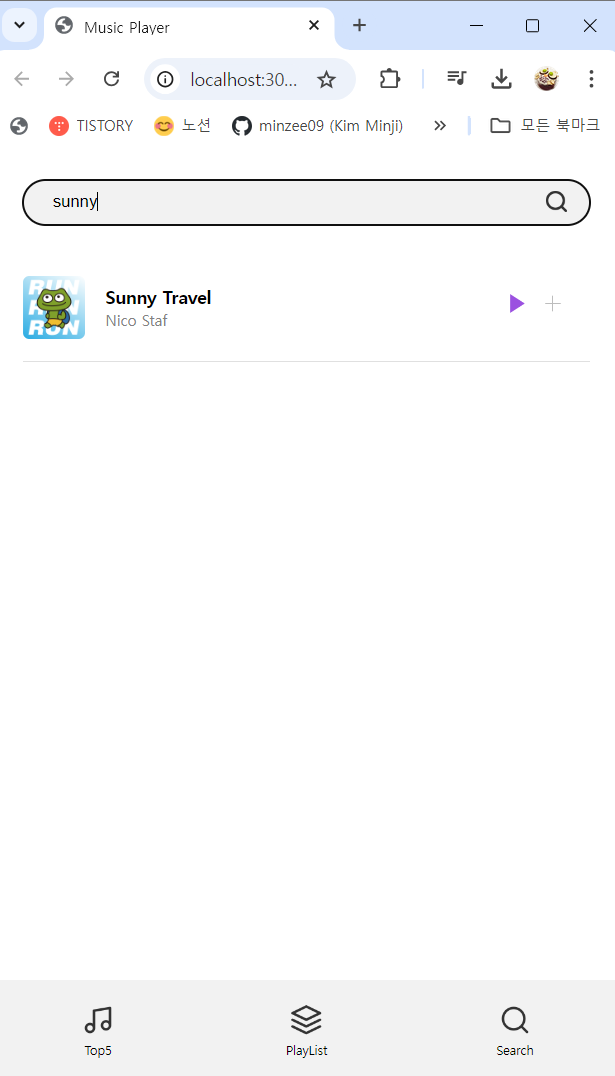 Music Player
localhost:30...
TISTORY 노션 minzee09 (Kim Minji) 모든 북마크
sunny
RUN
RUN
RUN
Sunny Travel
Nico Staf
Top5 PlayList Search